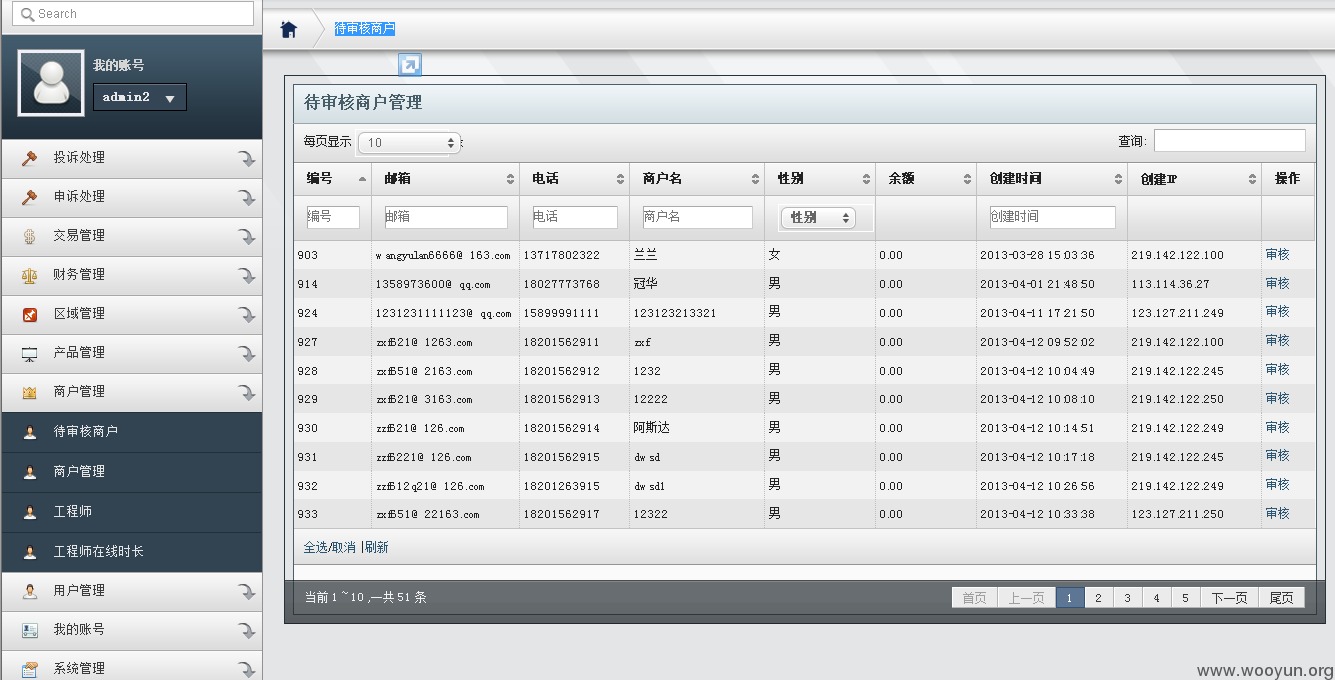 Search
待审核商户
我的账号
admin2
投诉处理
申诉处理
交易管理
财务管理
区域管理
产品管理
商户管理
待审核商户
商户管理
工程师
工程师在线时长
用户管理
我的账号
系统管理
待审核商户管理
每页显示 10
查询:
编号 邮箱 电话 商户名 性别 余额 创建时间 创建IP 操作
编号 邮箱 电话 商户名 性别 创建时间
903 wangyulan6666@163.com 13717802322 兰兰 女 0.00 2013-03-28 15:03:36 219.142.122.100 审核
914 1358973600@qq.com 18027773768 冠华 男 0.00 2013-04-01 21:48:50 113.114.36.27 审核
924 1231231111123@qq.com 15899991111 123123213321 男 0.00 2013-04-11 17:21:50 123.127.211.249 审核
927 zxf621@1263.com 18201562911 zxf 男 0.00 2013-04-12 09:52:02 219.142.122.100 审核
928 zxf651@2163.com 18201562912 1232 男 0.00 2013-04-12 10:04:49 219.142.122.245 审核
929 zxf621@3163.com 18201562913 12222 男 0.00 2013-04-12 10:08:10 219.142.122.250 审核
930 zzf621@126.com 18201562914 阿斯达 男 0.00 2013-04-12 10:14:51 219.142.122.249 审核
931 zzf6221@126.com 18201562915 dwsd 男 0.00 2013-04-12 10:17:18 219.142.122.245 审核
932 zzf612q21@126.com 18201263915 dwsd1 男 0.00 2013-04-12 10:26:56 219.142.122.249 审核
933 zxf651@22163.com 18201562917 12322 男 0.00 2013-04-12 10:33:38 123.127.211.250 审核
全选/取消 |刷新
当前 1 ~ 10 ,一共 51 条
首页 上一页 1 2 3 4 5 下一页 尾页
www.wooyun.org